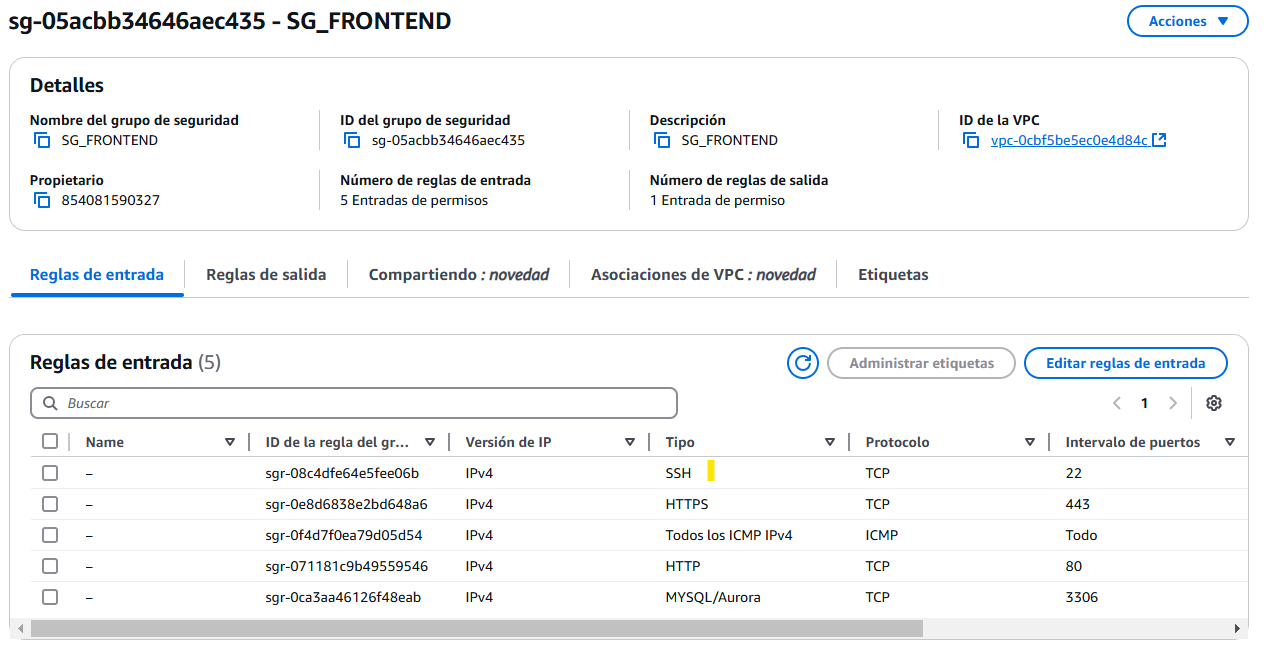 sg-05acbb34646aec435 - SG_FRONTEND
Acciones
Detalles
Nombre del grupo de seguridad
SG_FRONTEND
ID del grupo de seguridad
sg-05acbb34646aec435
Descripción
SG_FRONTEND
ID de la VPC
vpc-0cbf5be5ec0e4d84c
Propietario
854081590327
Número de reglas de entrada
5 Entradas de permisos
Número de reglas de salida
1 Entrada de permiso
Reglas de entrada Reglas de salida Compartiendo : novedad Asociaciones de VPC : novedad Etiquetas
Reglas de entrada (5)
Administrar etiquetas
Editar reglas de entrada
Buscar
1
Name ID de la regla del gr... Versión de IP Tipo Protocolo Intervalo de puertos
– sgr-08c4dfe64e5fee06b IPv4 SSH TCP 22
– sgr-0e8d6838e2bd648a6 IPv4 HTTPS TCP 443
– sgr-0f4d7f0ea79d05d54 IPv4 Todos los ICMP IPv4 ICMP Todo
– sgr-071181c9b49559546 IPv4 HTTP TCP 80
– sgr-0ca3aa46126f48eab IPv4 MYSQL/Aurora TCP 3306